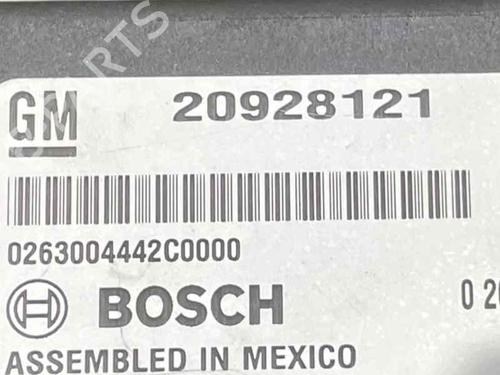 GM 20928121
0263004442C0000
BOSCH
ASSEMBLED IN MEXICO